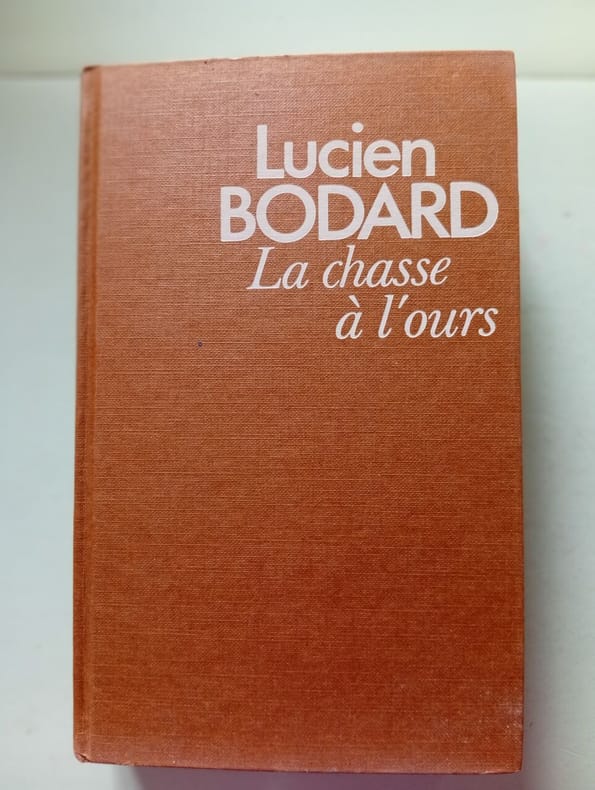 Lucien
BODARD
La chasse
à l'ours